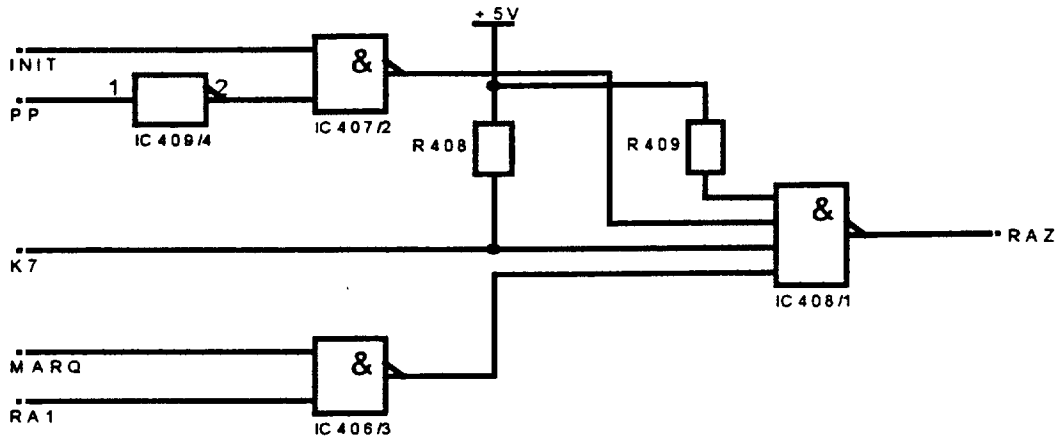 + 5V
INIT
&
1
2
PP
IC 409/4
IC 407/2
R 408
R 409
&
K7
RAZ
IC 408/1
MARQ
&
RA1
IC 406/3